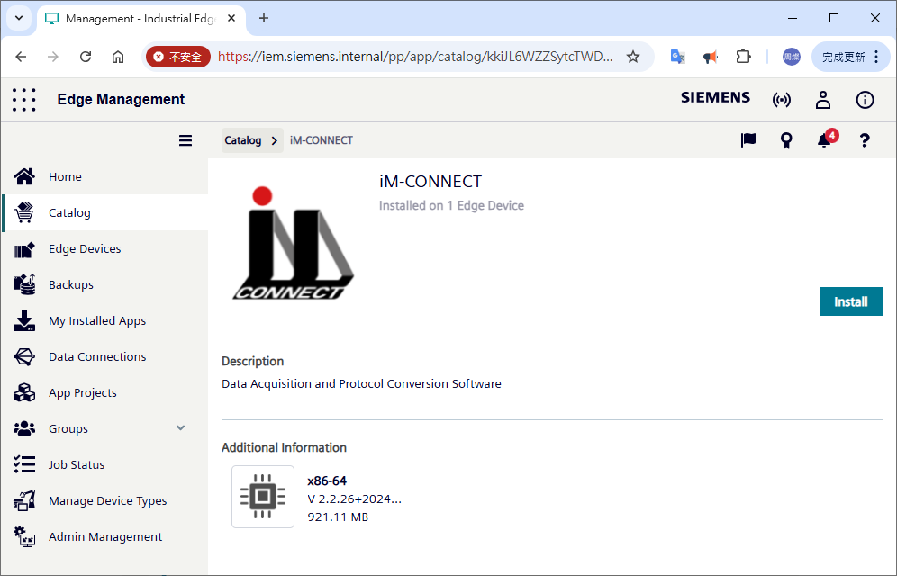 Management - Industrial Edg
不安全
https://iem.siemens.internal/pp/app/catalog/kkiJL6WZZSytcTWD...
完成更新
Edge Management
SIEMENS
Catalog
iM-CONNECT
4
Home
Catalog
Edge Devices
Backups
My Installed Apps
Data Connections
App Projects
Groups
Job Status
Manage Device Types
Admin Management
iM
CONNECT
iM-CONNECT
Installed on 1 Edge Device
Install
Description
Data Acquisition and Protocol Conversion Software
Additional Information
x86-64
V 2.2.26+2024...
921.11 MB